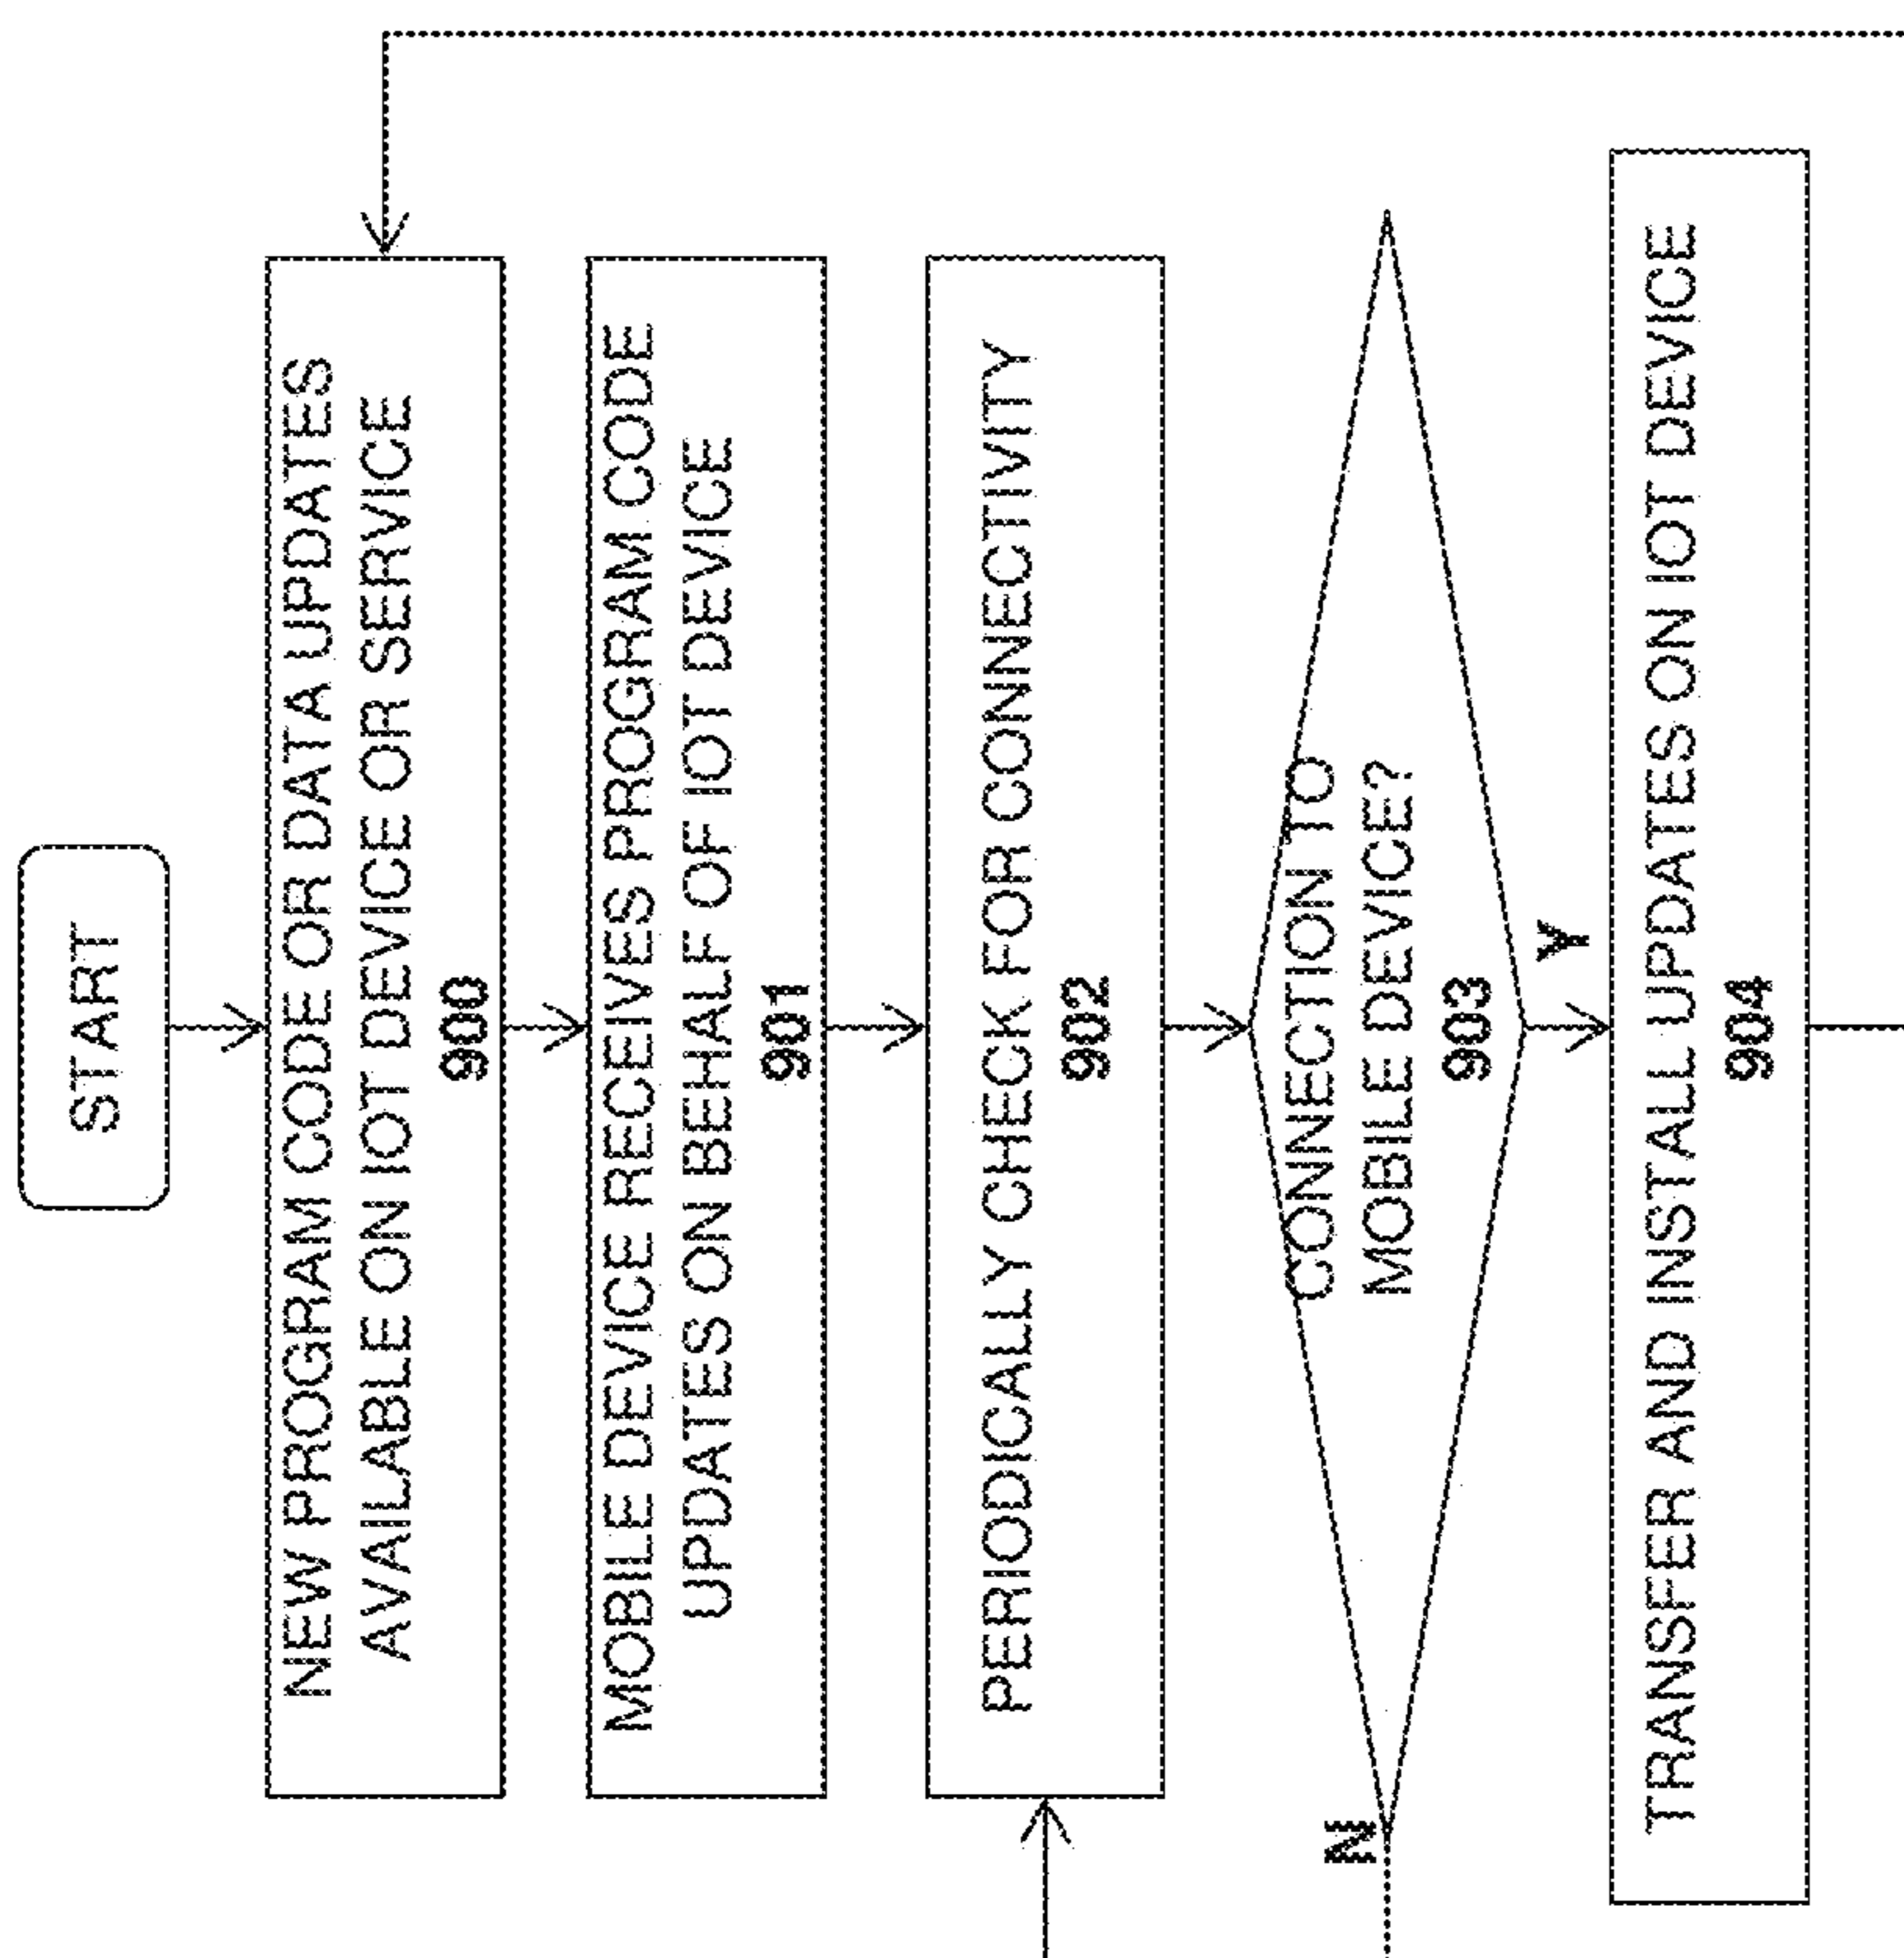 START
NEW PROGRAM CODE OR DATA UPDATES
AVAILABLE ON IOT DEVICE OR SERVICE
900
MOBILE DEVICE RECEIVES PROGRAM CODE
UPDATES ON BEHALF OF IOT DEVICE
901
PERIODICALLY CHECK FOR CONNECTIVITY
902
CONNECTION TO
MOBILE DEVICE?
903
N
Y
TRANSFER AND INSTALL UPDATES ON IOT DEVICE
904